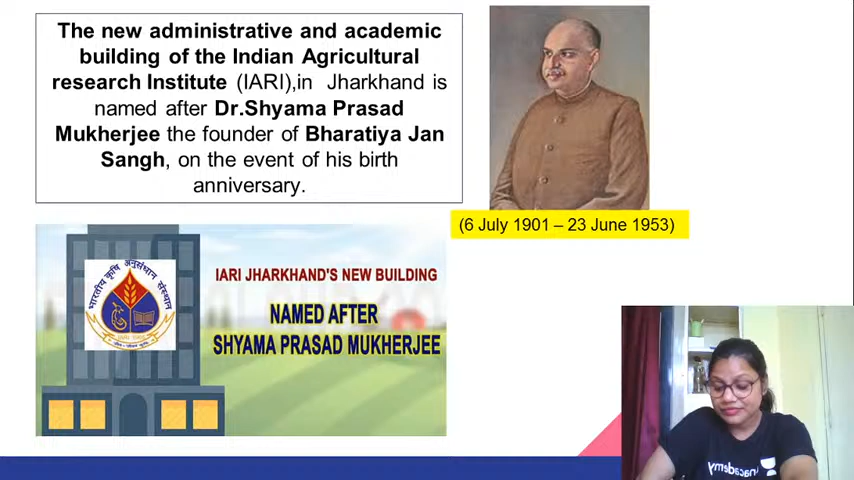 The new administrative and academic
building of the Indian Agricultural
research Institute (IARI),in Jharkhand is
named after Dr.Shyama Prasad
Mukherjee the founder of Bharatiya Jan
Sangh, on the event of his birth
anniversary.
(6 July 1901 – 23 June 1953)
भारतीय कृषि अनुसंधान संस्थान
IARI JHARKHAND'S NEW BUILDING
NAMED AFTER
SHYAMA PRASAD MUKHERJEE